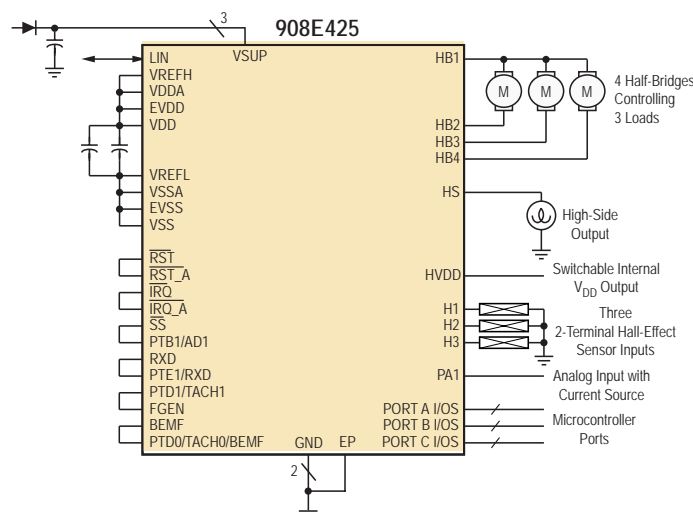 908E425
3
VSUP
LIN
VREFH
VDDA
EVDD
VDD
VREFL
VSSA
EVSS
VSS
RST
RST_A
IRQ
IRQ_A
SS
PTB1/AD1
RXD
PTE1/RXD
PTD1/TACH1
FGEN
BEMF
PTD0/TACH0/BEMF
GND
EP
2
HB1
HB2
HB3
HB4
HS
HVDD
H1
H2
H3
PA1
PORT A I/OS
PORT B I/OS
PORT C I/OS
M
M
M
4 Half-Bridges
Controlling
3 Loads
High-Side
Output
Switchable Internal
VDD Output
Three
2-Terminal Hall-Effect
Sensor Inputs
Analog Input with
Current Source
Microcontroller
Ports